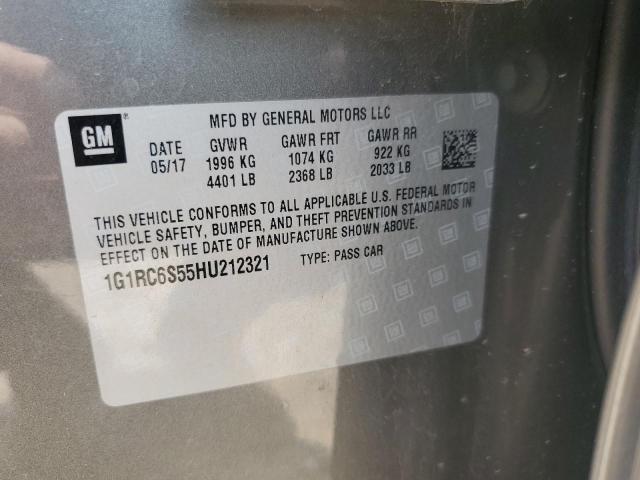 GM ® MFD BY GENERAL MOTORS LLC
DATE GVWR GAWR FRT GAWR RR
05/17 1996 KG 1074 KG 922 KG
4401 LB 2368 LB 2033 LB
THIS VEHICLE CONFORMS TO ALL APPLICABLE U.S. FEDERAL MOTOR
VEHICLE SAFETY, BUMPER, AND THEFT PREVENTION STANDARDS IN
EFFECT ON THE DATE OF MANUFACTURE SHOWN ABOVE.
1G1RC6S55HU212321 TYPE: PASS CAR